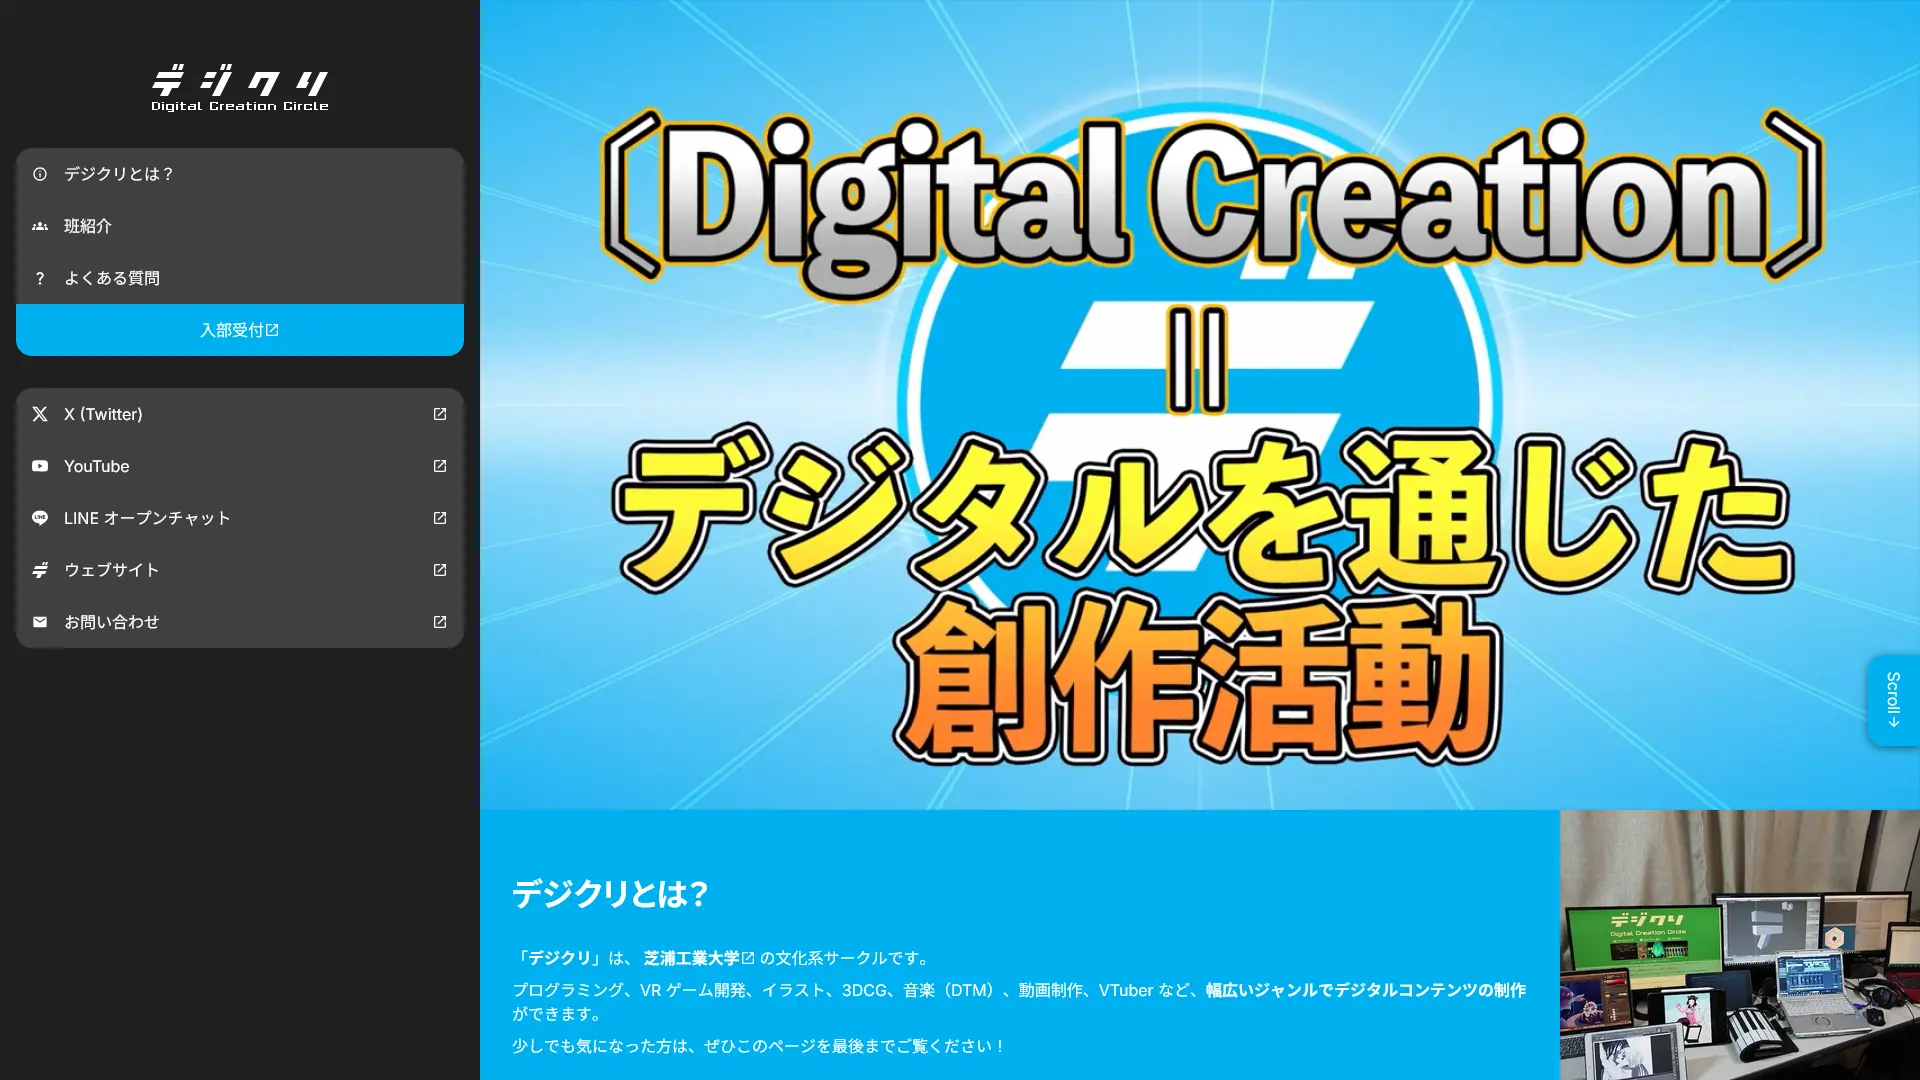 デジクリ
Digital Creation Circle
デジクリとは？
班紹介
よくある質問
入部受付
X (Twitter)
YouTube
LINE オープンチャット
ウェブサイト
お問い合わせ
〔Digital Creation〕
＝
デジタルを通じた
創作活動
Scroll→
デジクリとは？
「デジクリ」は、 芝浦工業大学 の文化系サークルです。
プログラミング、VR ゲーム開発、イラスト、3DCG、音楽（DTM）、動画制作、VTuber など、幅広いジャンルでデジタルコンテンツの制作
ができます。
少しでも気になった方は、ぜひこのページを最後までご覧ください！
デジクリ
Digital Creation Circle